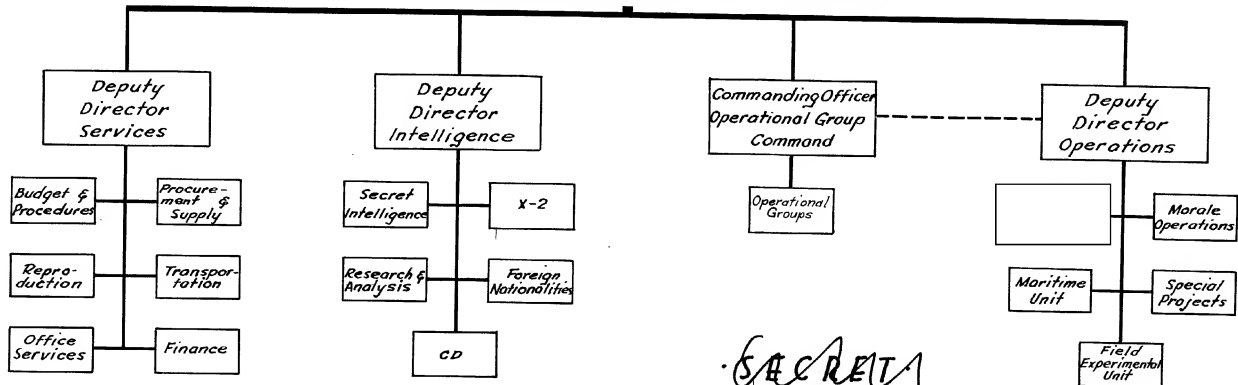 Deputy
Director
Services
Deputy
Director
Intelligence
Commanding Officer
Operational Group
Command
Deputy
Director
Operations
Budget &
Procedures
Procure-
ment &
Supply
Secret
Intelligence
X-2
Operational
Groups
Morale
Operations
Repro-
duction
Transpor-
tation
Research &
Analysis
Foreign
Nationalities
Maritime
Unit
Special
Projects
Office
Services
Finance
CD
Field
Experimental
Unit
SECRET